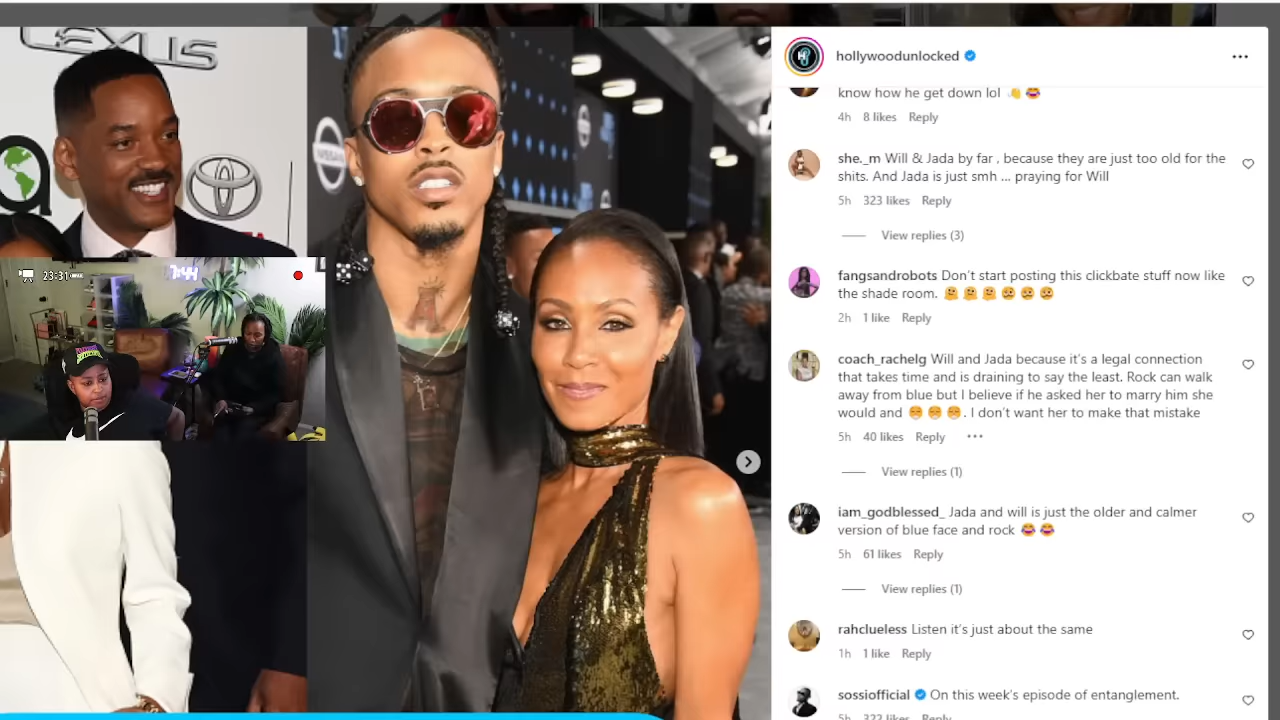 LEXUS
a
TOYOTA
NISSAN
23:31
7:44
hollywoodunlocked
know how he get down lol 👋 😂
4h 8 likes Reply
she._m Will & Jada by far , because they are just too old for the
shits. And Jada is just smh ... praying for Will
5h 323 likes Reply
View replies (3)
fangsandrobots Don't start posting this clickbate stuff now like
the shade room.
2h 1 like Reply
coach_rachelg Will and Jada because it's a legal connection
that takes time and is draining to say the least. Rock can walk
away from blue but I believe if he asked her to marry him she
would and 😁 😁 😁. I don't want her to make that mistake
5h 40 likes Reply
View replies (1)
iam_godblessed_ Jada and will is just the older and calmer
version of blue face and rock 😂 😂
5h 61 likes Reply
View replies (1)
rahclueless Listen it's just about the same
1h 1 like Reply
sossiofficial On this week's episode of entanglement.
5h 322 likes Reply